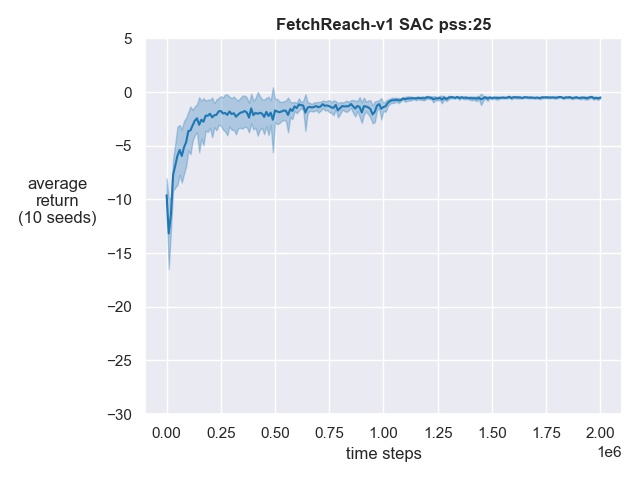 FetchReach-v1 SAC pss:25
5
0
−5
−10
−15
−20
−25
−30
average
return
(10 seeds)
0.00 0.25 0.50 0.75 1.00 1.25 1.50 1.75 2.00
time steps
1e6